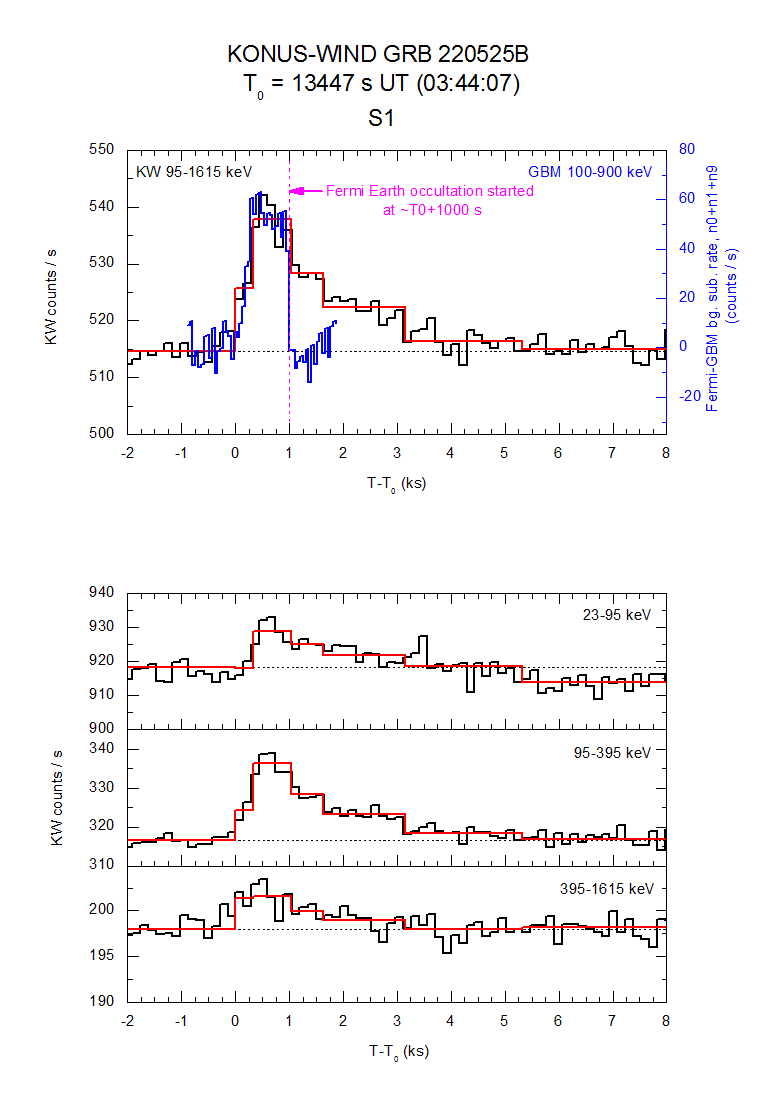 KONUS-WIND GRB 220525B
T0 = 13447 s UT (03:44:07)
S1
KW 95-1615 keV
GBM 100-900 keV
Fermi Earth occultation started
at ~T0+1000 s
550
540
530
520
510
500
KW counts / s
80
60
40
20
0
-20
Fermi-GBM bg. sub. rate, n0+n1+n9
(counts / s)
-2 -1 0 1 2 3 4 5 6 7 8
T-T0 (ks)
23-95 keV
940
930
920
910
900
95-395 keV
340
330
320
310
KW counts / s
395-1615 keV
200
195
190
-2 -1 0 1 2 3 4 5 6 7 8
T-T0 (ks)